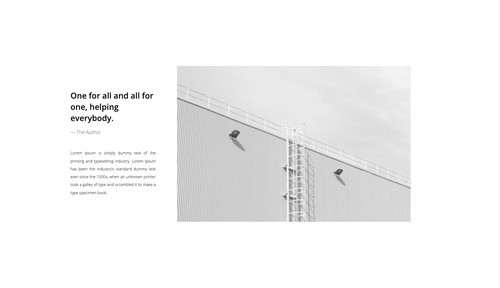 One for all and all for
one, helping
everybody.
— The Author
Lorem Ipsum is simply dummy text of the
printing and typesetting industry. Lorem Ipsum
has been the industry's standard dummy text
ever since the 1500s, when an unknown printer
took a galley of type and scrambled it to make a
type specimen book.